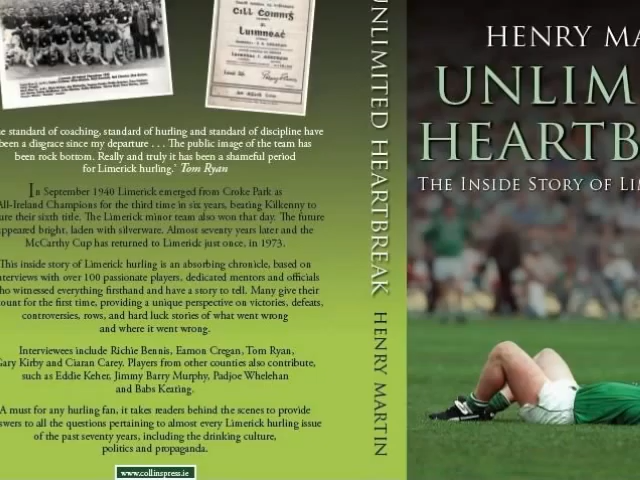 CILL Coinnig
Luimneac
e standard of coaching, standard of hurling and standard of discipline have
been a disgrace since my departure . . . The public image of the team has
been rock bottom. Really and truly it has been a shameful period
for Limerick hurling.' Tom Ryan
In September 1940 Limerick emerged from Croke Park as
All-Ireland Champions for the third time in six years, beating Kilkenny to
ure their sixth title. The Limerick minor team also won that day. The future
ppeared bright, laden with silverware. Almost seventy years later and the
McCarthy Cup has returned to Limerick just once, in 1973.
This inside story of Limerick hurling is an absorbing chronicle, based on
nterviews with over 100 passionate players, dedicated mentors and officials
ho witnessed everything firsthand and have a story to tell. Many give their
ount for the first time, providing a unique perspective on victories, defeats,
controversies, rows, and hard luck stories of what went wrong
and where it went wrong.
Interviewees include Richie Bennis, Eamon Cregan, Tom Ryan,
Gary Kirby and Ciaran Carey. Players from other counties also contribute,
such as Eddie Keher, Jimmy Barry Murphy, Padjoe Whelehan
and Babs Keating.
A must for any hurling fan, it takes readers behind the scenes to provide
swers to all the questions pertaining to almost every Limerick hurling issue
of the past seventy years, including the drinking culture,
politics and propaganda.
www.collinspress.ie
UNLIMITED HEARTBREAK HENRY MARTIN
HENRY MA
UNLIM
HEARTB
THE INSIDE STORY OF LIM